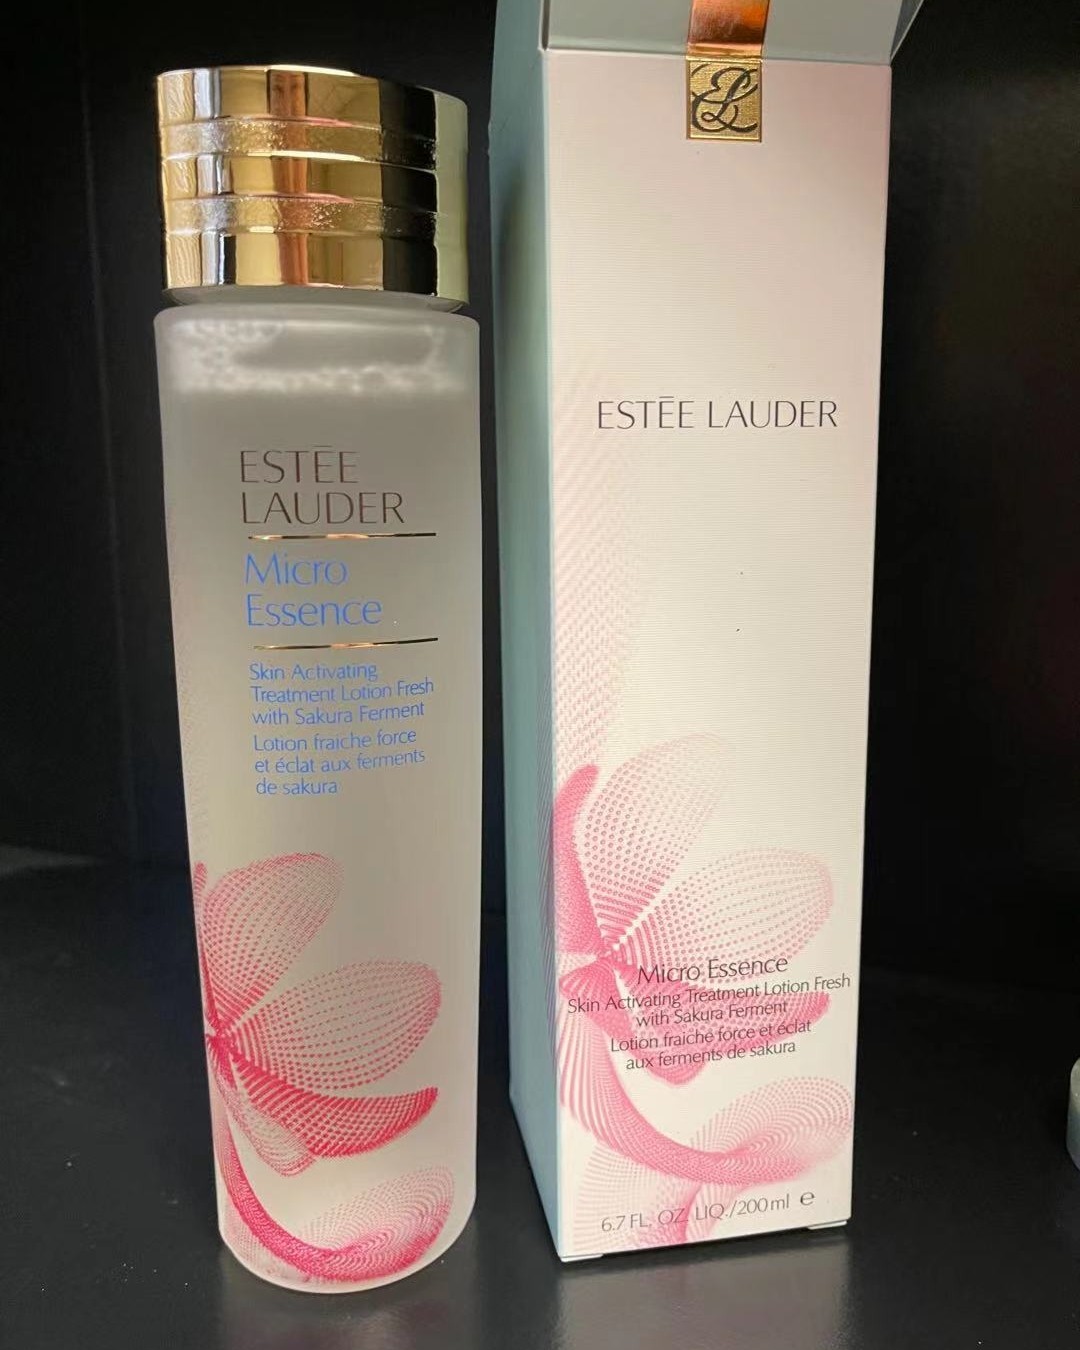 ESTĒE
LAUDER
Micro
Essence
Skin Activating
Treatment Lotion Fresh
with Sakura Ferment
Lotion fraiche force
et éclat aux ferments
de sakura
EL
ESTĒE LAUDER
Micro Essence
Skin Activating Treatment Lotion Fresh
with Sakura Ferment
Lotion fraiche force et éclat
aux ferments de sakura
6.7 FL. OZ. LIQ./200 ml ℮